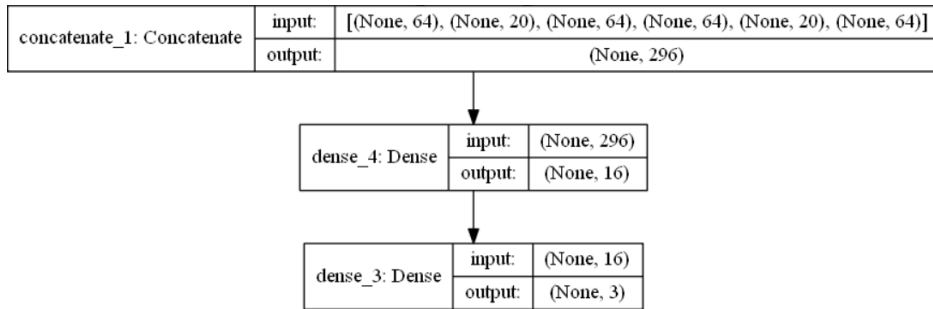 concatenate_1: Concatenate
input: [(None, 64), (None, 20), (None, 64), (None, 64), (None, 20), (None, 64)]
output: (None, 296)
dense_4: Dense
input: (None, 296)
output: (None, 16)
dense_3: Dense
input: (None, 16)
output: (None, 3)